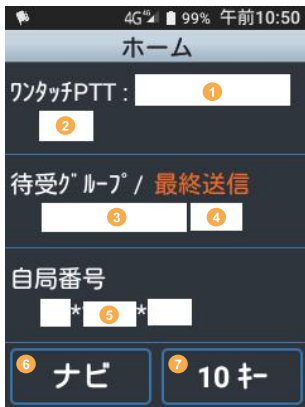 4G 4G 99% 午前10:50
ホーム
ワンタッチPTT : 1
2
待受グループ / 最終送信
3 4
自局番号
* 5 *
6 ナビ 7 10 キー